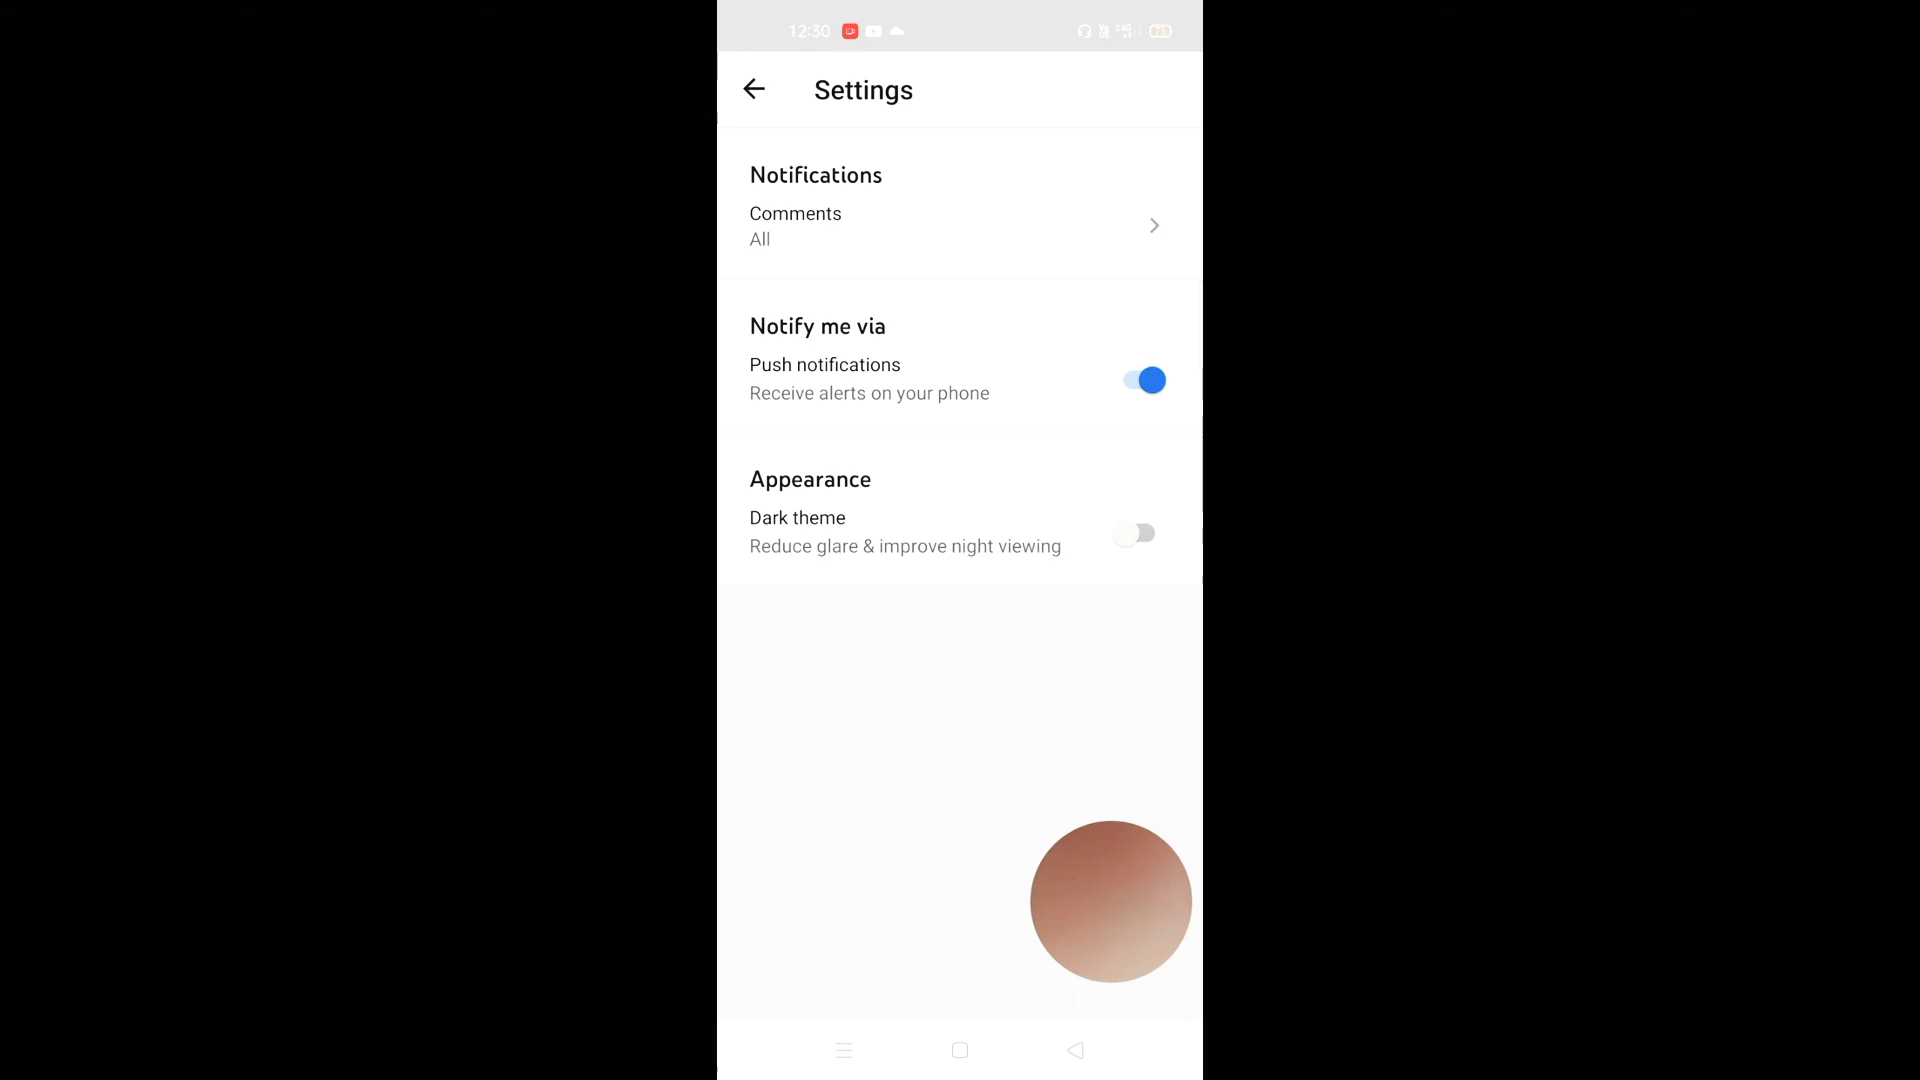 12:30
75
Settings
Notifications
Comments
All
Notify me via
Push notifications
Receive alerts on your phone
Appearance
Dark theme
Reduce glare & improve night viewing